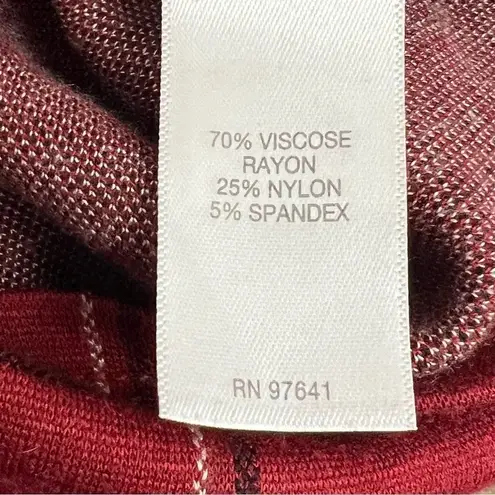 70% VISCOSE
RAYON
25% NYLON
5% SPANDEX
RN 97641